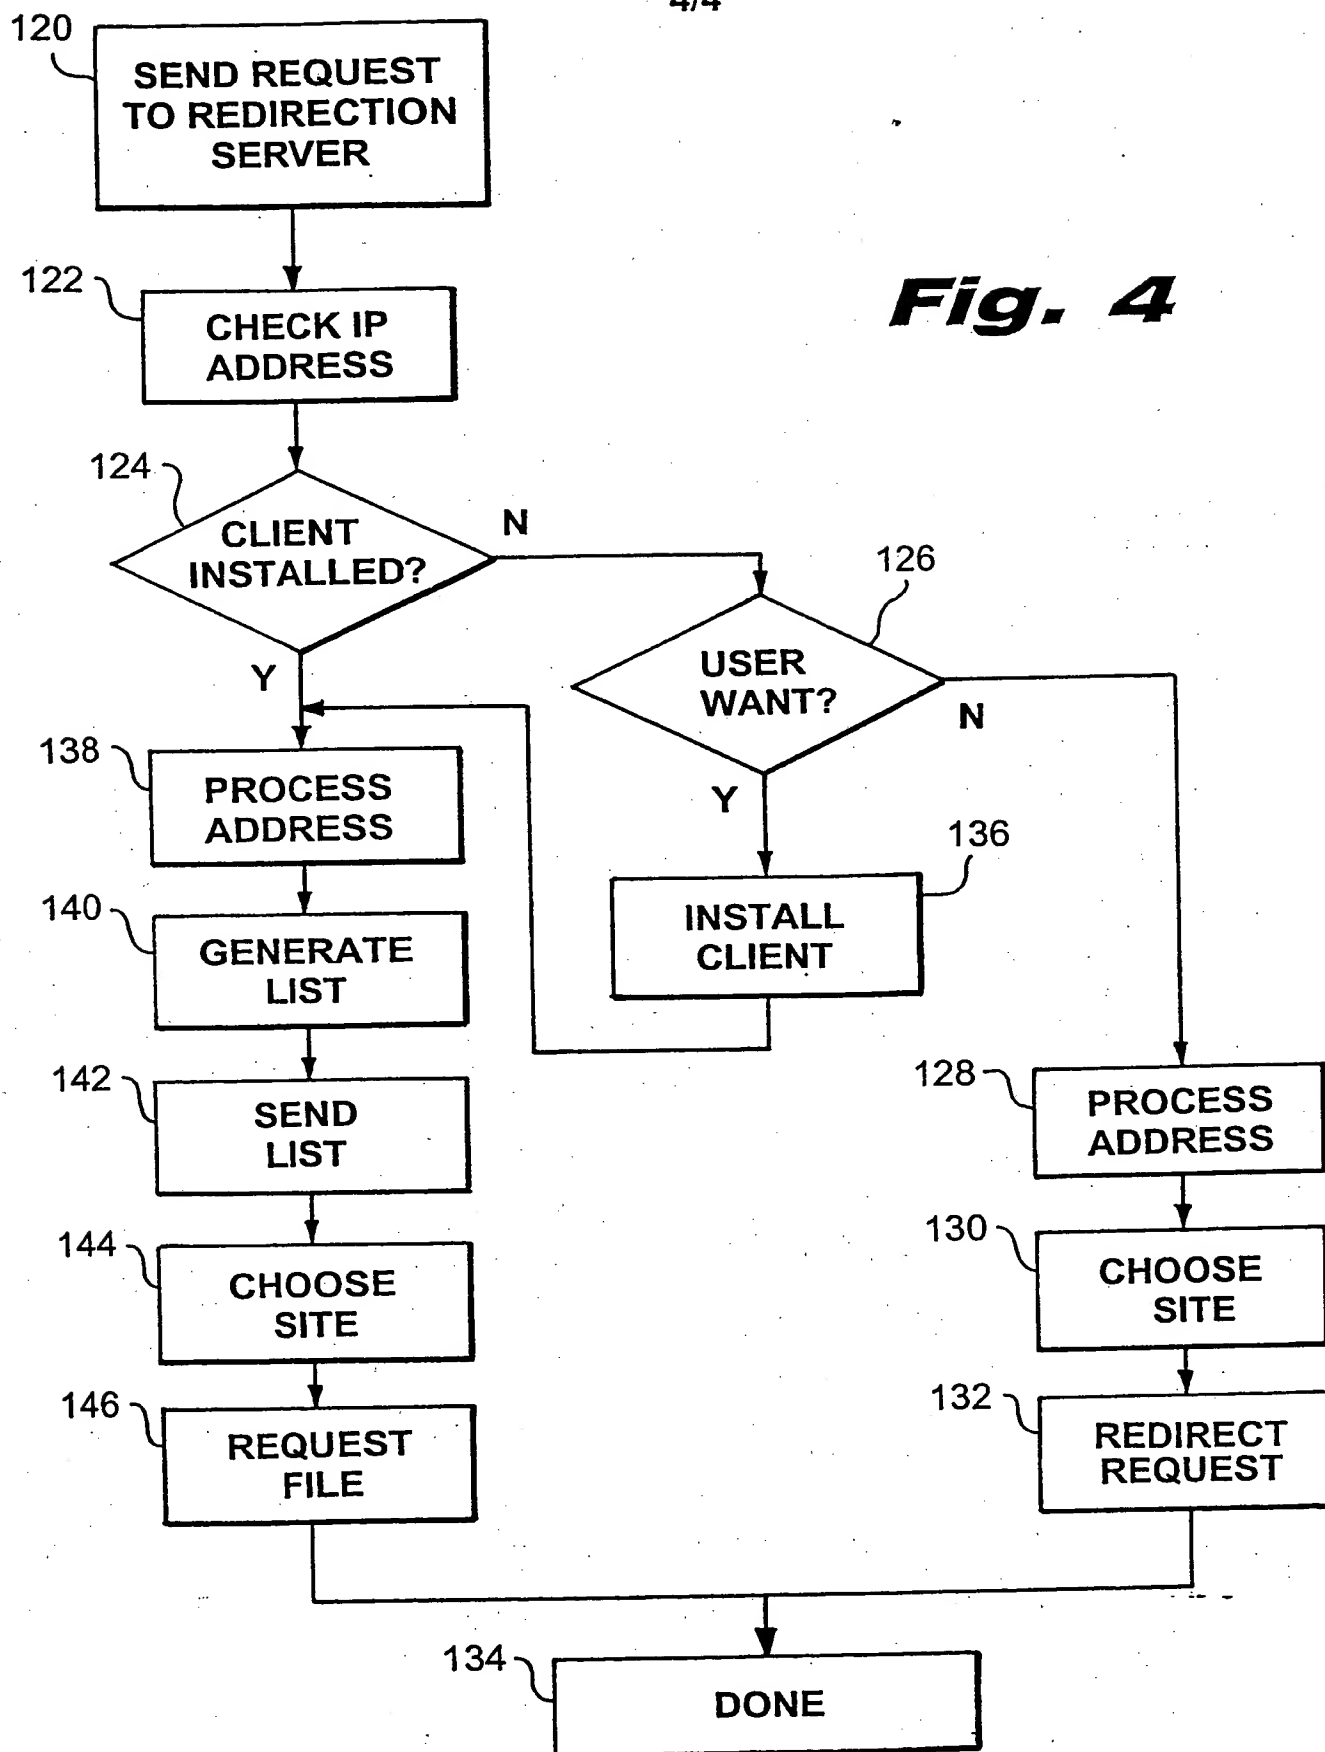 4/4
120
SEND REQUEST
TO REDIRECTION
SERVER
122
CHECK IP
ADDRESS
Fig. 4
124
CLIENT
INSTALLED?
N
Y
126
USER
WANT?
N
Y
136
INSTALL
CLIENT
138
PROCESS
ADDRESS
140
GENERATE
LIST
142
SEND
LIST
144
CHOOSE
SITE
146
REQUEST
FILE
128
PROCESS
ADDRESS
130
CHOOSE
SITE
132
REDIRECT
REQUEST
134
DONE